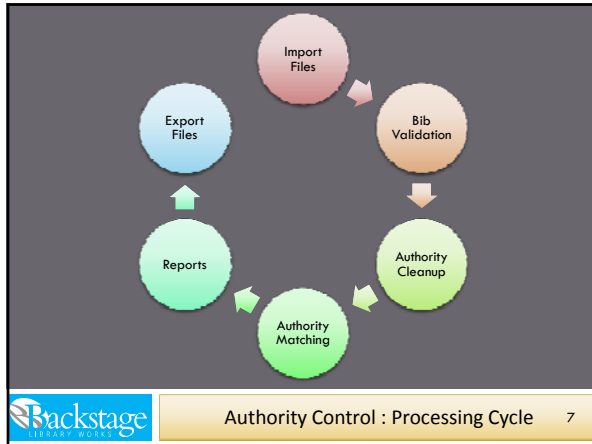 Import
Files
Bib
Validation
Authority
Cleanup
Authority
Matching
Reports
Export
Files
Backstage
LIBRARY WORKS
Authority Control : Processing Cycle 7